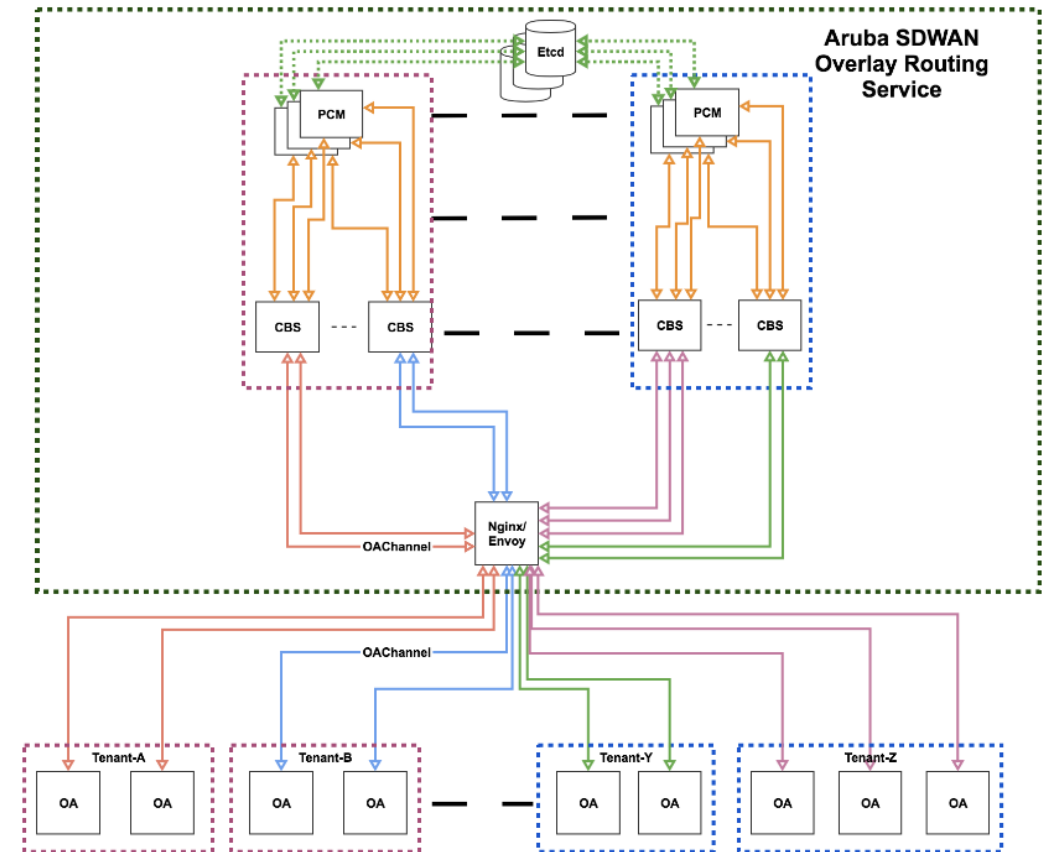 Aruba SDWAN
Overlay Routing
Service
Etcd
PCM
PCM
CBS
CBS
CBS
CBS
Nginx/
Envoy
OAChannel
OAChannel
Tenant-A
Tenant-B
Tenant-Y
Tenant-Z
OA
OA
OA
OA
OA
OA
OA
OA
OA